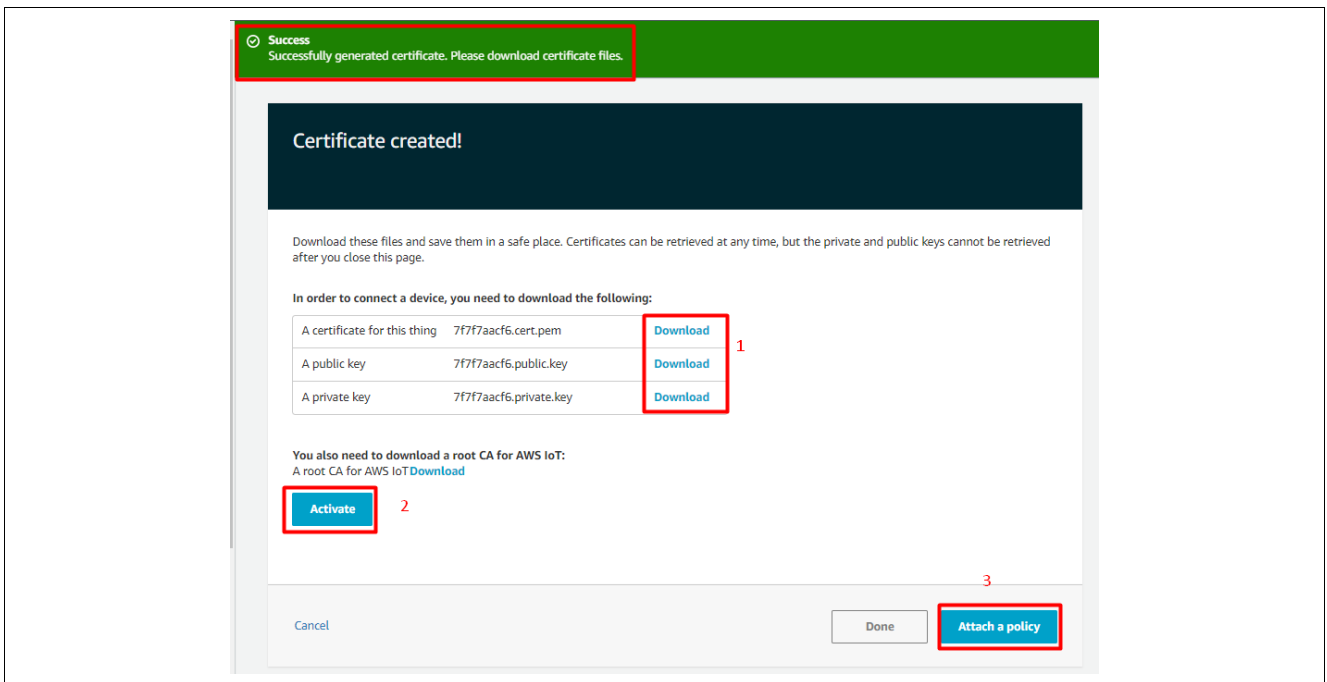 Success
Successfully generated certificate. Please download certificate files.
Certificate created!
Download these files and save them in a safe place. Certificates can be retrieved at any time, but the private and public keys cannot be retrieved
after you close this page.
In order to connect a device, you need to download the following:
A certificate for this thing 7f7f7aacf6.cert.pem Download
1
A public key 7f7f7aacf6.public.key Download
A private key 7f7f7aacf6.private.key Download
You also need to download a root CA for AWS IoT:
A root CA for AWS IoTDownload
Activate 2
3
Cancel Done Attach a policy